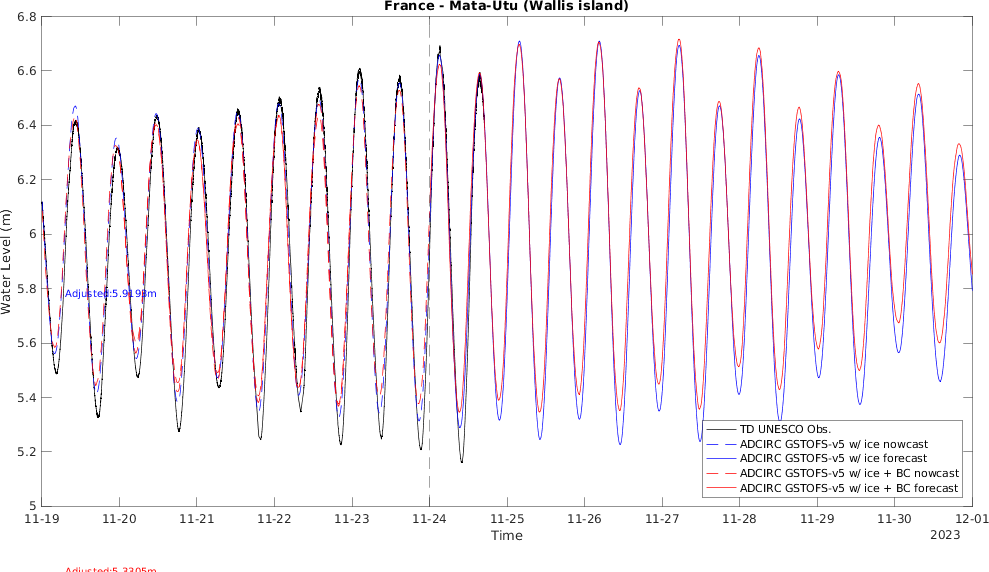 France - Mata-Utu (Wallis island)
6.8
6.6
6.4
6.2
6
5.8
5.6
5.4
5.2
5
Water Level (m)
Adjusted:5.9193m
TD UNESCO Obs.
ADCIRC GSTOFS-v5 w/ ice nowcast
ADCIRC GSTOFS-v5 w/ ice forecast
ADCIRC GSTOFS-v5 w/ ice + BC nowcast
ADCIRC GSTOFS-v5 w/ ice + BC forecast
11-19 11-20 11-21 11-22 11-23 11-24 11-25 11-26 11-27 11-28 11-29 11-30 12-01
Time
2023
Adjusted:5.3305m